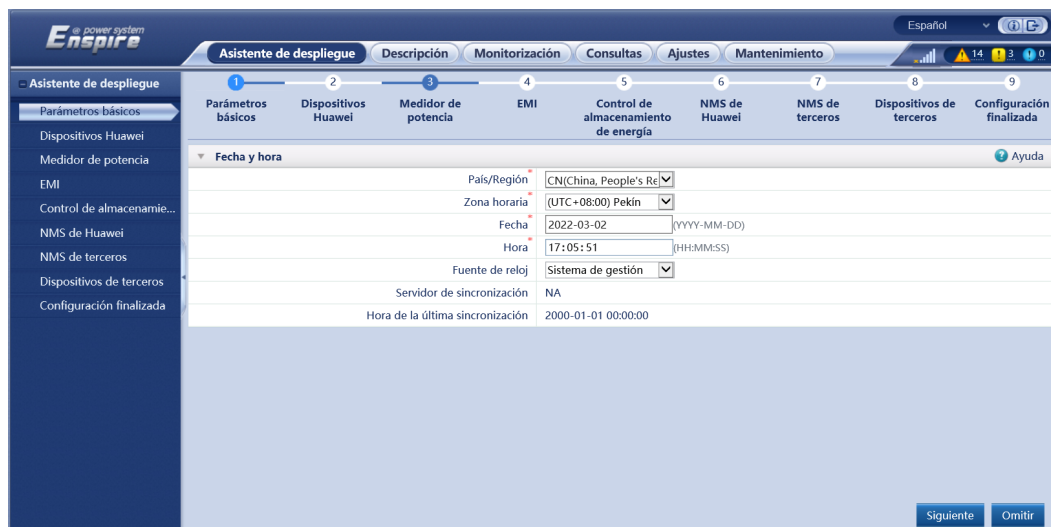 @ power system
Enspire
Español
Asistente de despliegue
Descripción
Monitorización
Consultas
Ajustes
Mantenimiento
14
3
0
Asistente de despliegue
Parámetros básicos
Dispositivos Huawei
Medidor de potencia
EMI
Control de almacenamie...
NMS de Huawei
NMS de terceros
Dispositivos de terceros
Configuración finalizada
1
2
3
4
5
6
7
8
9
Parámetros
básicos
Dispositivos
Huawei
Medidor de
potencia
EMI
Control de
almacenamiento
de energía
NMS de
Huawei
NMS de
terceros
Dispositivos de
terceros
Configuración
finalizada
Fecha y hora
Ayuda
País/Región* CN(China, People's Re
Zona horaria* (UTC+08:00) Pekín
Fecha* 2022-03-02 (YYYY-MM-DD)
Hora* 17:05:51 (HH:MM:SS)
Fuente de reloj Sistema de gestión
Servidor de sincronización NA
Hora de la última sincronización 2000-01-01 00:00:00
Siguiente
Omitir